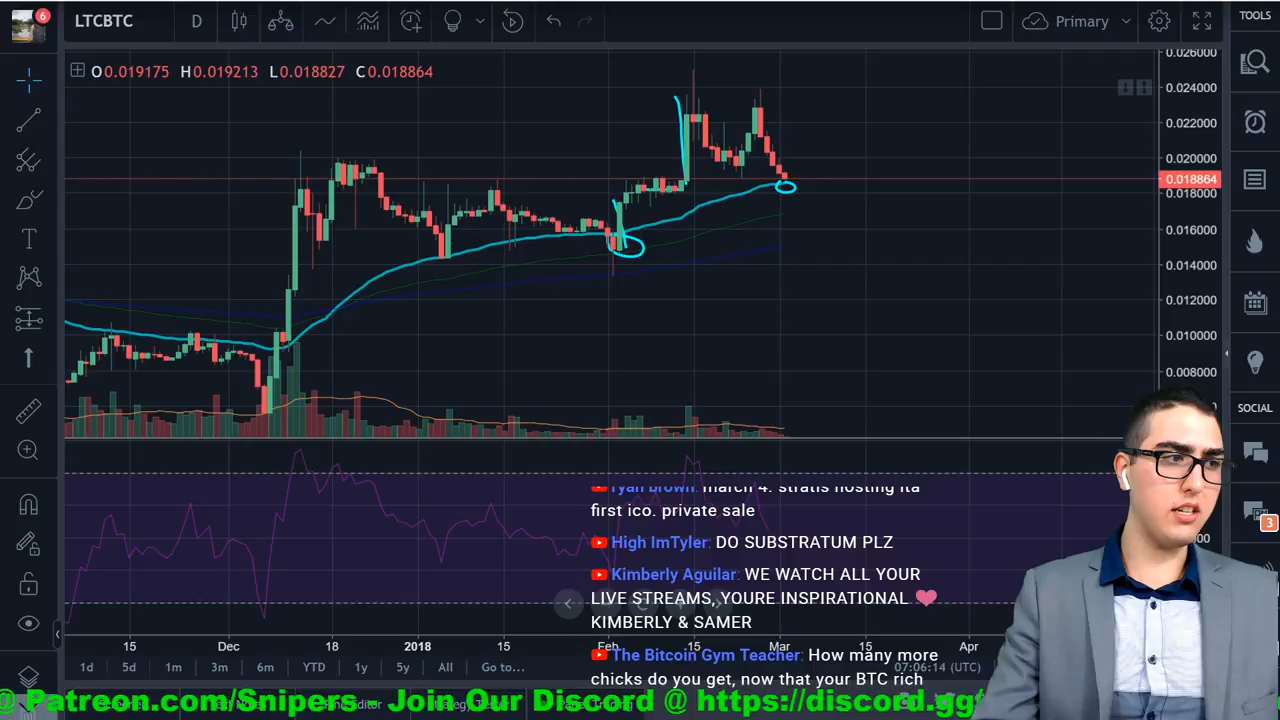 6
LTCBTC
D
Primary
TOOLS
O0.019175 H0.019213 L0.018827 C0.018864
0.026000
0.024000
0.022000
0.020000
0.018864
0.018000
0.016000
0.014000
0.012000
0.010000
0.008000
SOCIAL
3
ryan brown: march 4. stratis hosting its
first ico. private sale
High ImTyler: DO SUBSTRATUM PLZ
Kimberly Aguilar: WE WATCH ALL YOUR
LIVE STREAMS, YOURE INSPIRATIONAL ❤
KIMBERLY & SAMER
The Bitcoin Gym Teacher: How many more
chicks do you get, now that your BTC rich
15 Dec 18 2018 15 Feb 15 Mar 15 Apr
1d 5d 1m 3m 6m YTD 1y 5y All Go to...
07:06:14 (UTC)
@ Patreon.com/Snipers - Join Our Discord @ https://discord.gg